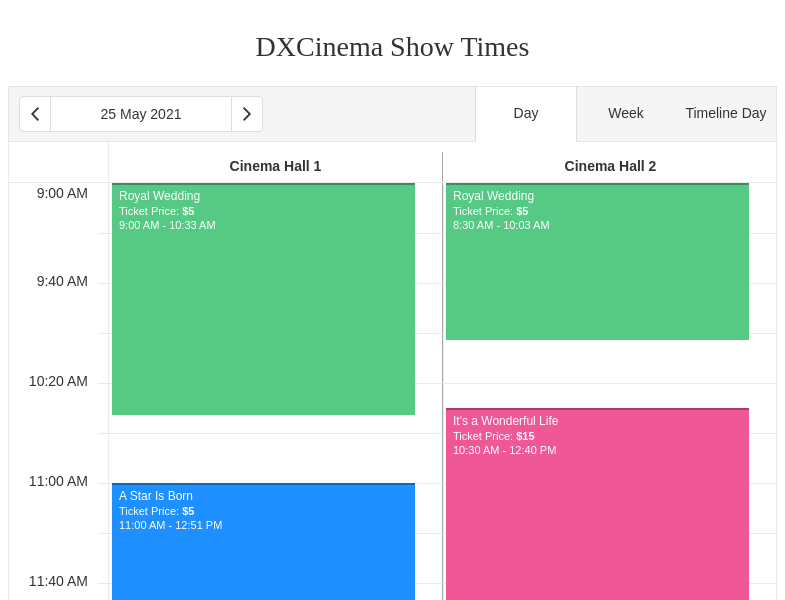 DXCinema Show Times
25 May 2021
Day
Week
Timeline Day
Cinema Hall 1
Cinema Hall 2
9:00 AM
9:40 AM
10:20 AM
11:00 AM
11:40 AM
Royal Wedding
Ticket Price: $5
9:00 AM - 10:33 AM
Royal Wedding
Ticket Price: $5
8:30 AM - 10:03 AM
It's a Wonderful Life
Ticket Price: $15
10:30 AM - 12:40 PM
A Star Is Born
Ticket Price: $5
11:00 AM - 12:51 PM